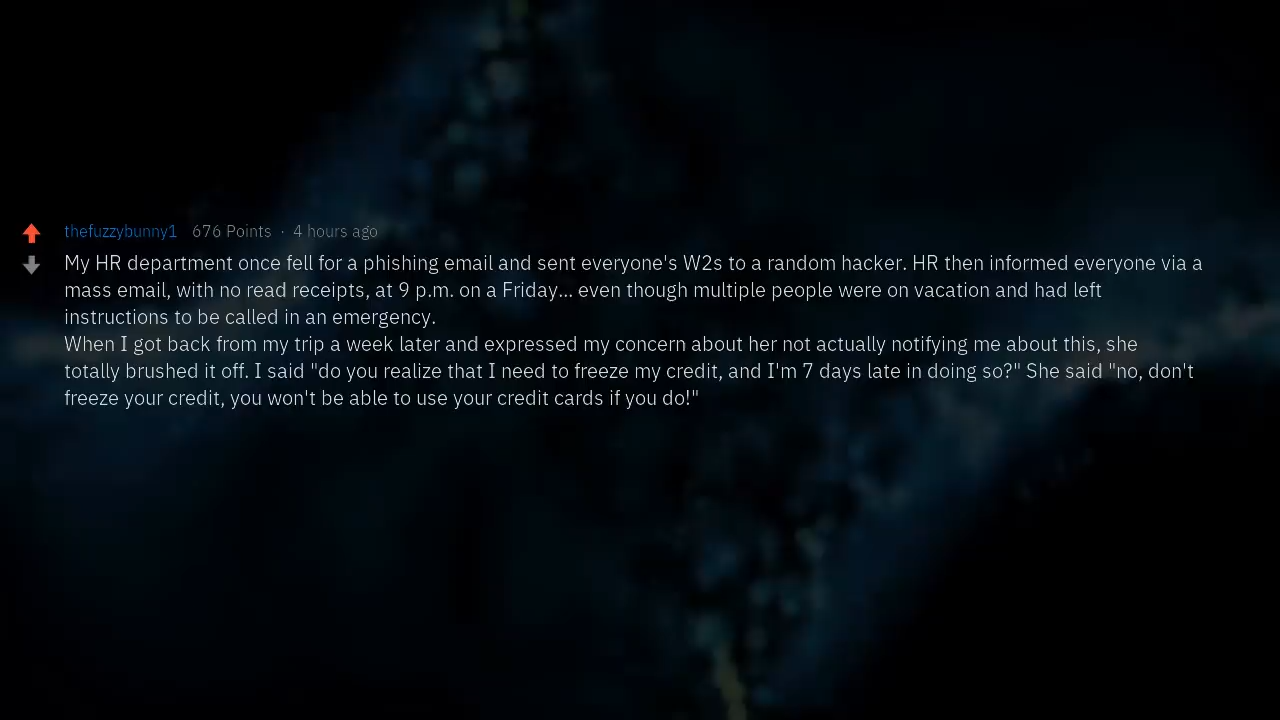 thefuzzybunny1 676 Points · 4 hours ago
My HR department once fell for a phishing email and sent everyone's W2s to a random hacker. HR then informed everyone via a
mass email, with no read receipts, at 9 p.m. on a Friday... even though multiple people were on vacation and had left
instructions to be called in an emergency.
When I got back from my trip a week later and expressed my concern about her not actually notifying me about this, she
totally brushed it off. I said "do you realize that I need to freeze my credit, and I'm 7 days late in doing so?" She said "no, don't
freeze your credit, you won't be able to use your credit cards if you do!"